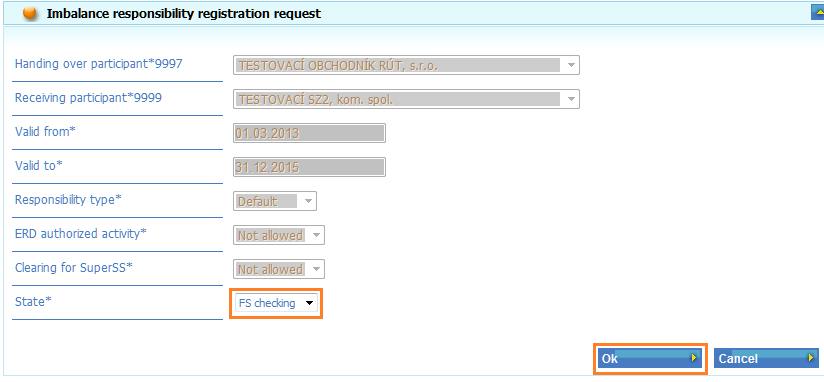 Imbalance responsibility registration request
Handing over participant*9997 TESTOVACÍ OBCHODNÍK RÚT, s.r.o.
Receiving participant*9999 TESTOVACÍ SZ2, kom. spol.
Valid from* 01.03.2013
Valid to* 31.12.2015
Responsibility type* Default
ERD authorized activity* Not allowed
Clearing for SuperSS* Not allowed
State* FS checking
Ok Cancel